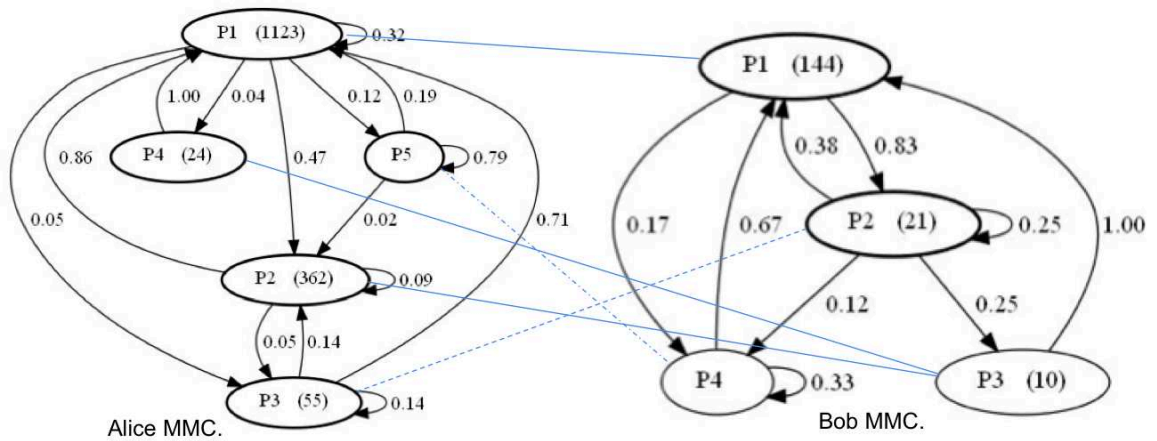 P1 (1123)
0.32
P1 (144)
1.00
0.04
0.12
0.19
0.38
0.83
P4 (24)
P5
0.79
0.86
0.47
0.05
0.02
0.71
0.17
0.67
P2 (21)
0.25
1.00
P2 (362)
0.09
0.12
0.25
0.05
0.14
P3 (55)
0.14
P4
0.33
P3 (10)
Alice MMC.
Bob MMC.